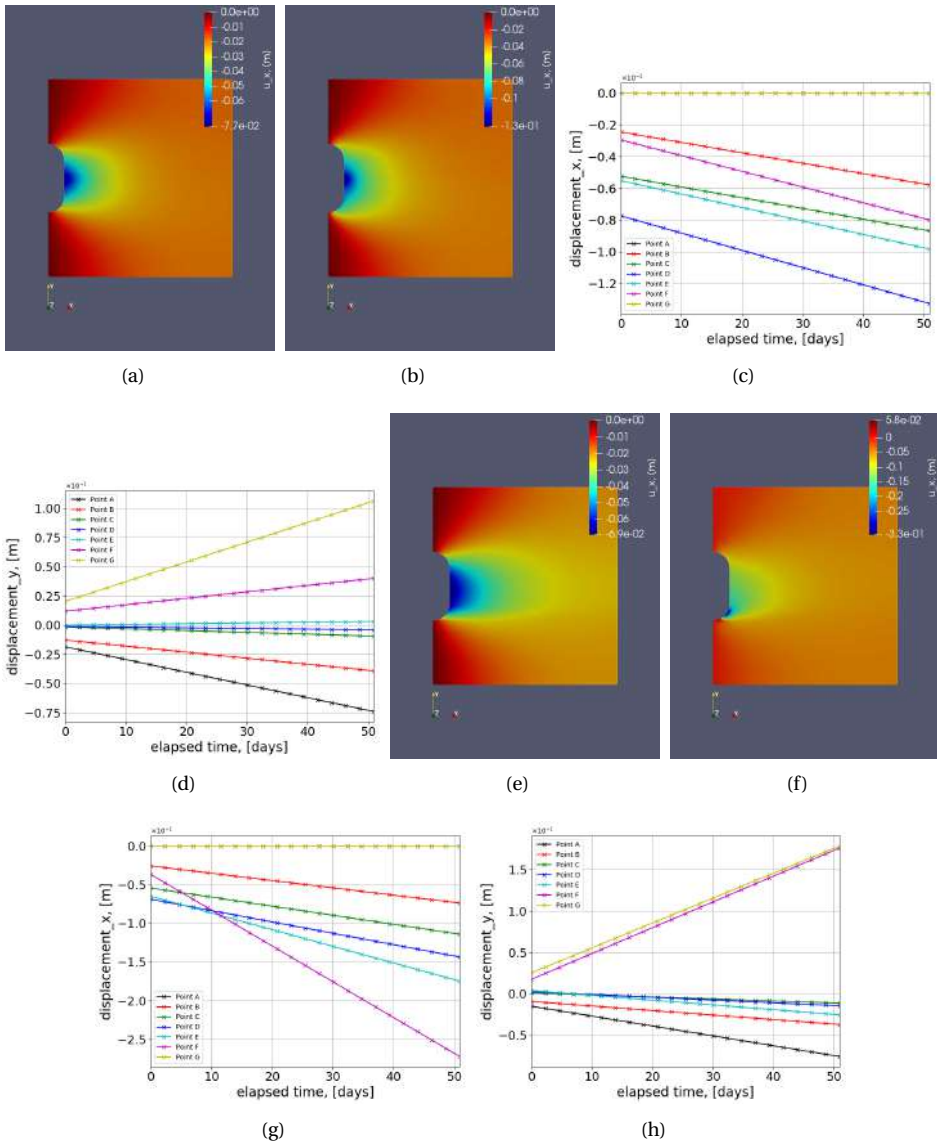 0.0e+00
-0.01
-0.02
-0.03
-0.04
-0.05
-0.06
-7.7e-02
u_x, (m)
Y
Z
X
(a)
0.0e+00
-0.02
-0.04
-0.06
-0.08
-0.1
-1.3e-01
u_x, (m)
Y
Z
X
(b)
×10⁻¹
0.0
−0.2
−0.4
−0.6
−0.8
−1.0
−1.2
displacement_x, [m]
Point A
Point B
Point C
Point D
Point E
Point F
Point G
0 10 20 30 40 50
elapsed time, [days]
(c)
×10⁻¹
1.00
0.75
0.50
0.25
0.00
−0.25
−0.50
−0.75
displacement_y, [m]
Point A
Point B
Point C
Point D
Point E
Point F
Point G
0 10 20 30 40 50
elapsed time, [days]
(d)
0.0e+00
-0.01
-0.02
-0.03
-0.04
-0.05
-0.06
-6.9e-02
u_x, (m)
Y
Z
X
(e)
5.8e-02
0
-0.05
-0.1
-0.15
-0.2
-0.25
-3.3e-01
u_x, (m)
Y
Z
X
(f)
×10⁻¹
0.0
−0.5
−1.0
−1.5
−2.0
−2.5
displacement_x, [m]
Point A
Point B
Point C
Point D
Point E
Point F
Point G
0 10 20 30 40 50
elapsed time, [days]
(g)
×10⁻¹
1.5
1.0
0.5
0.0
−0.5
displacement_y, [m]
Point A
Point B
Point C
Point D
Point E
Point F
Point G
0 10 20 30 40 50
elapsed time, [days]
(h)